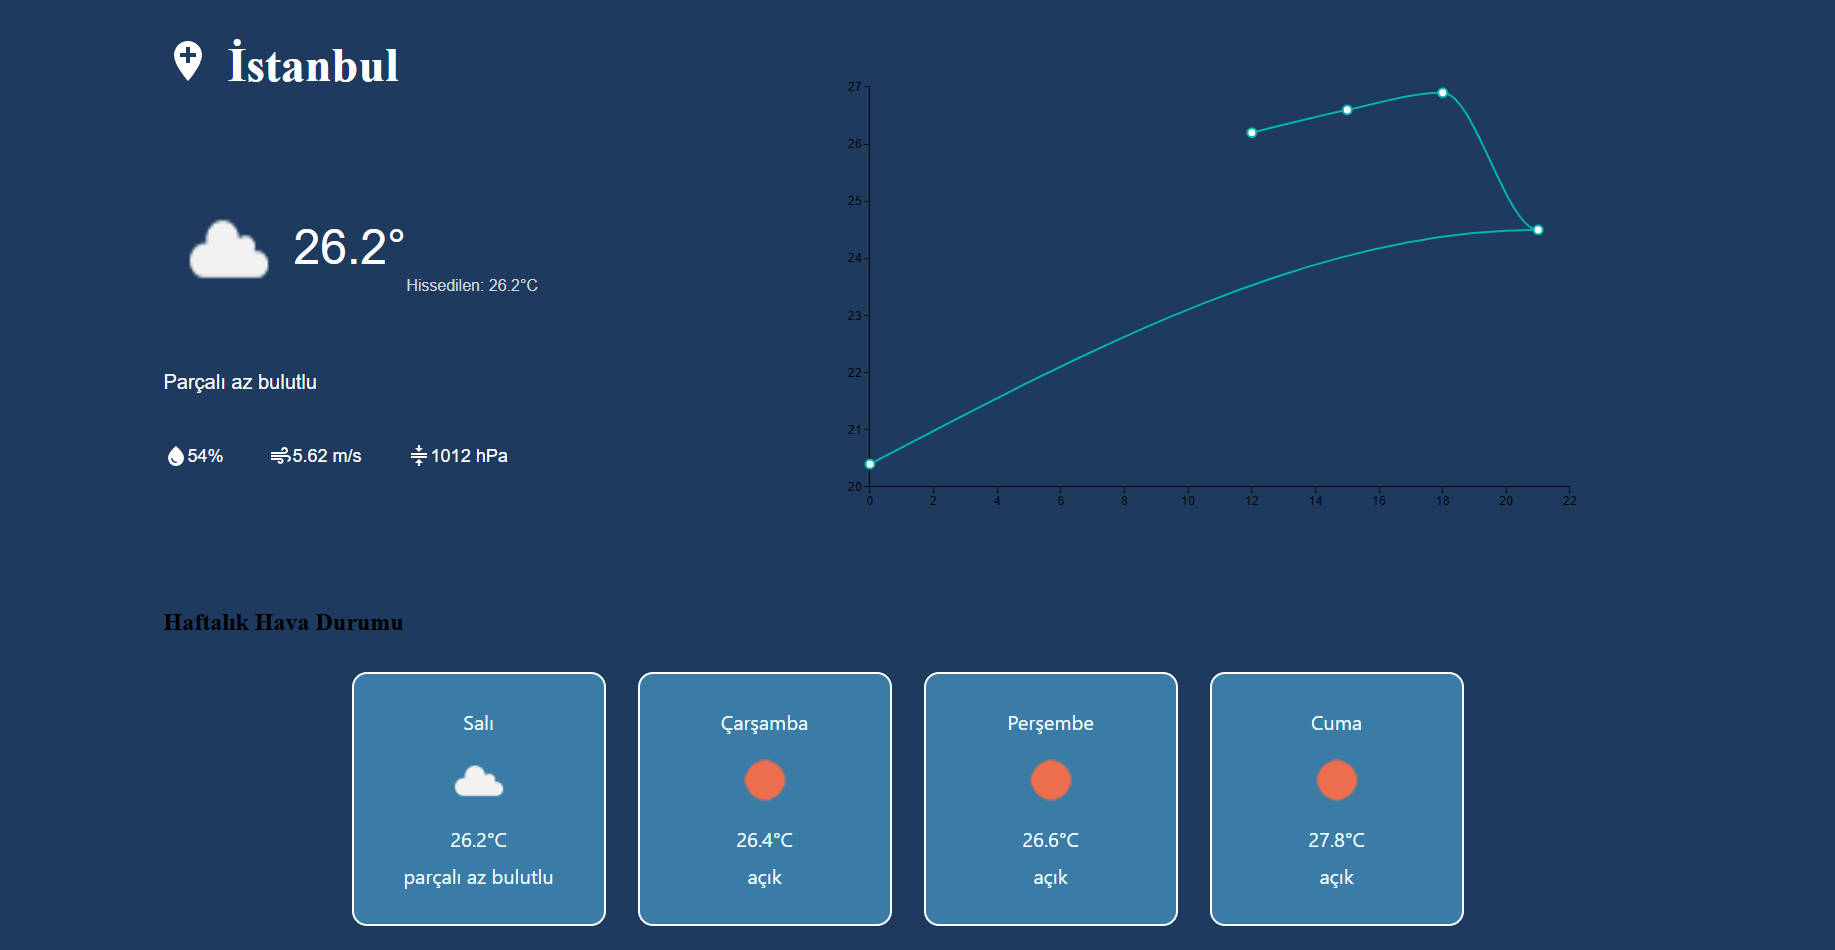 İstanbul
26.2°
Hissedilen: 26.2°C
Parçalı az bulutlu
54% 5.62 m/s 1012 hPa
27
26
25
24
23
22
21
20
0 2 4 6 8 10 12 14 16 18 20 22
Haftalık Hava Durumu
Salı
26.2°C
parçalı az bulutlu
Çarşamba
26.4°C
açık
Perşembe
26.6°C
açık
Cuma
27.8°C
açık